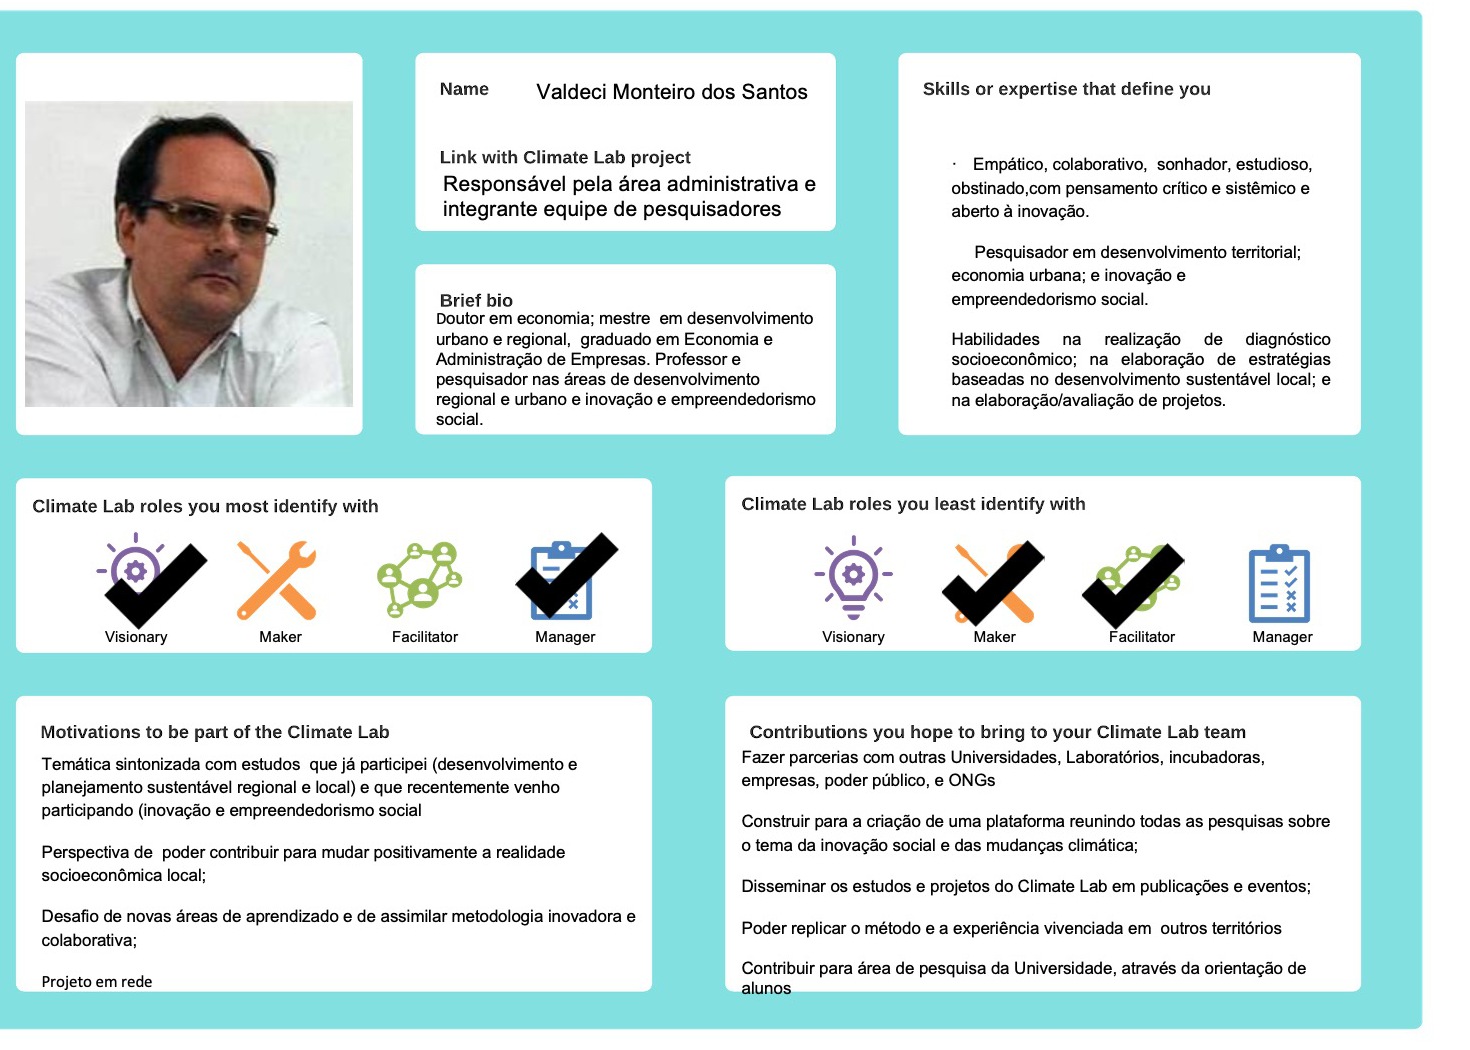 Name Valdeci Monteiro dos Santos
Link with Climate Lab project
Responsável pela área administrativa e
integrante equipe de pesquisadores
Brief bio
Doutor em economia; mestre em desenvolvimento
urbano e regional, graduado em Economia e
Administração de Empresas. Professor e
pesquisador nas áreas de desenvolvimento
regional e urbano e inovação e empreendedorismo
social.
Skills or expertise that define you
· Empático, colaborativo, sonhador, estudioso,
obstinado,com pensamento crítico e sistêmico e
aberto à inovação.
Pesquisador em desenvolvimento territorial;
economia urbana; e inovação e
empreendedorismo social.
Habilidades na realização de diagnóstico
socioeconômico; na elaboração de estratégias
baseadas no desenvolvimento sustentável local; e
na elaboração/avaliação de projetos.
Climate Lab roles you most identify with
Visionary Maker Facilitator Manager
Climate Lab roles you least identify with
Visionary Maker Facilitator Manager
Motivations to be part of the Climate Lab
Temática sintonizada com estudos que já participei (desenvolvimento e
planejamento sustentável regional e local) e que recentemente venho
participando (inovação e empreendedorismo social
Perspectiva de poder contribuir para mudar positivamente a realidade
socioeconômica local;
Desafio de novas áreas de aprendizado e de assimilar metodologia inovadora e
colaborativa;
Projeto em rede
Contributions you hope to bring to your Climate Lab team
Fazer parcerias com outras Universidades, Laboratórios, incubadoras,
empresas, poder público, e ONGs
Construir para a criação de uma plataforma reunindo todas as pesquisas sobre
o tema da inovação social e das mudanças climática;
Disseminar os estudos e projetos do Climate Lab em publicações e eventos;
Poder replicar o método e a experiência vivenciada em outros territórios
Contribuir para área de pesquisa da Universidade, através da orientação de
alunos